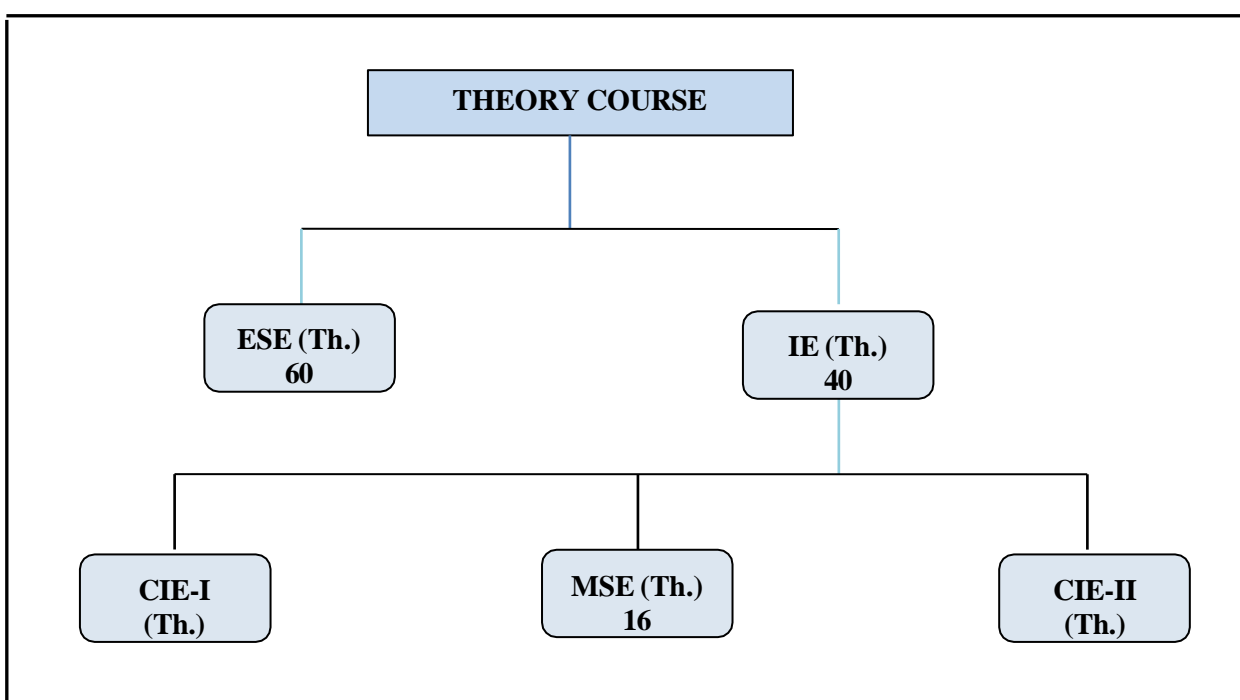 THEORY COURSE
ESE (Th.)
60
IE (Th.)
40
CIE-I
(Th.)
MSE (Th.)
16
CIE-II
(Th.)